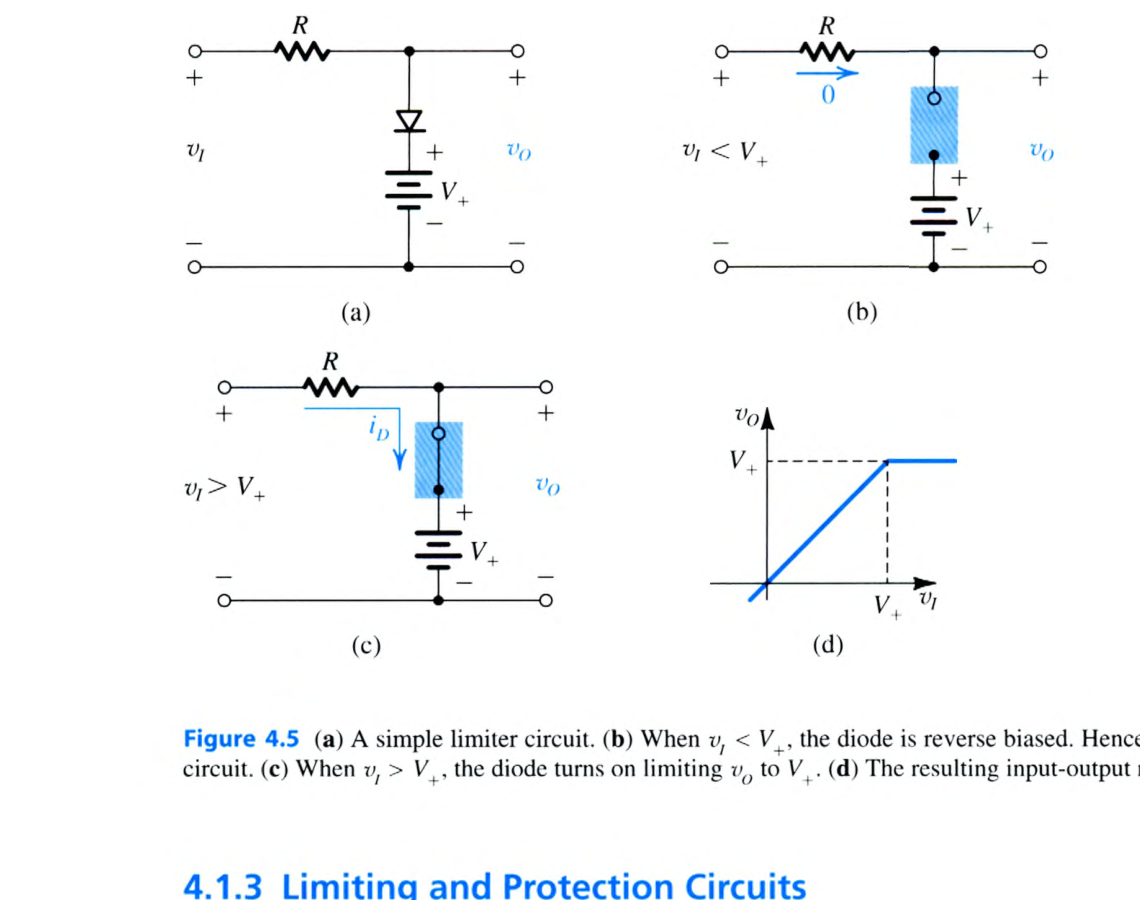 R
+ +
v_I + v_O
V_+
−
− −
(a)
R
+ 0 +
v_I < V_+ v_O
+
V_+
− − −
(b)
R
+ i_D +
v_I > V_+ v_O
+
V_+
− − −
(c)
v_O
V_+
V_+ v_I
(d)
Figure 4.5 (a) A simple limiter circuit. (b) When v_I < V_+, the diode is reverse biased. Hence
circuit. (c) When v_I > V_+, the diode turns on limiting v_O to V_+. (d) The resulting input-output
4.1.3 Limiting and Protection Circuits